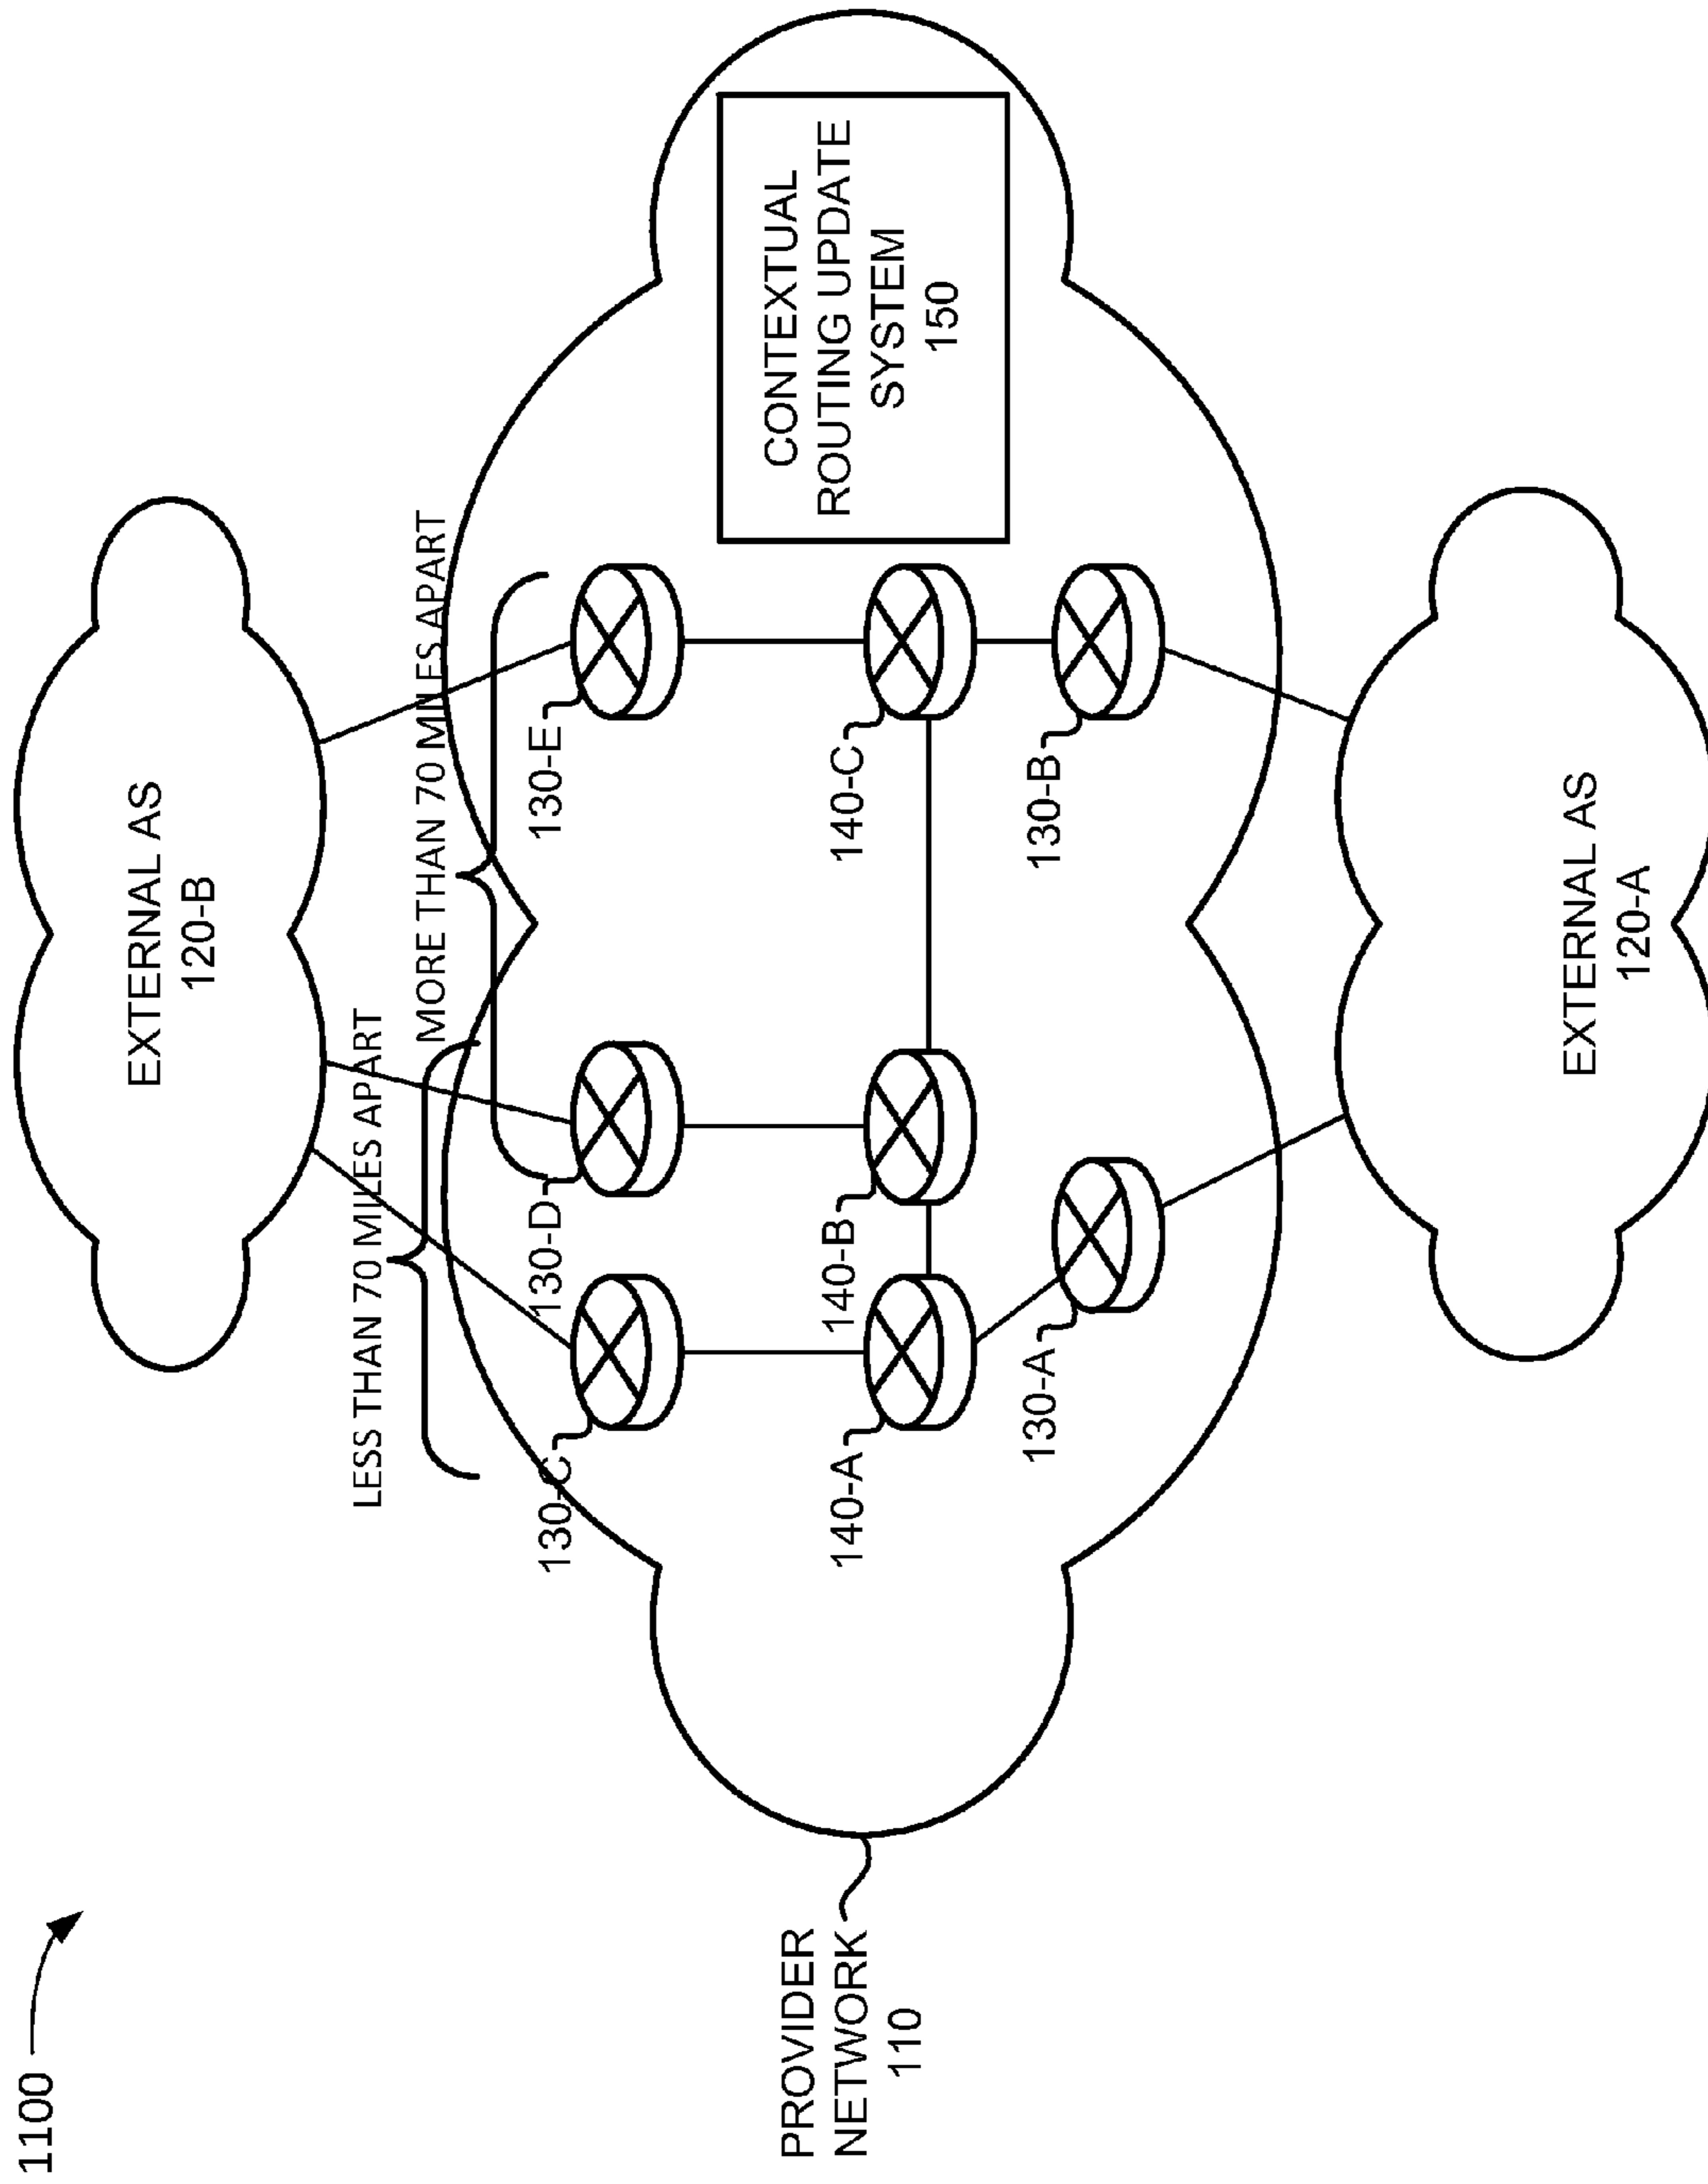 1100
EXTERNAL AS
120-B
LESS THAN 70 MILES APART
MORE THAN 70 MILES APART
130-C
130-D
130-E
PROVIDER
NETWORK
110
140-A
140-B
140-C
CONTEXTUAL
ROUTING UPDATE
SYSTEM
150
130-A
130-B
EXTERNAL AS
120-A